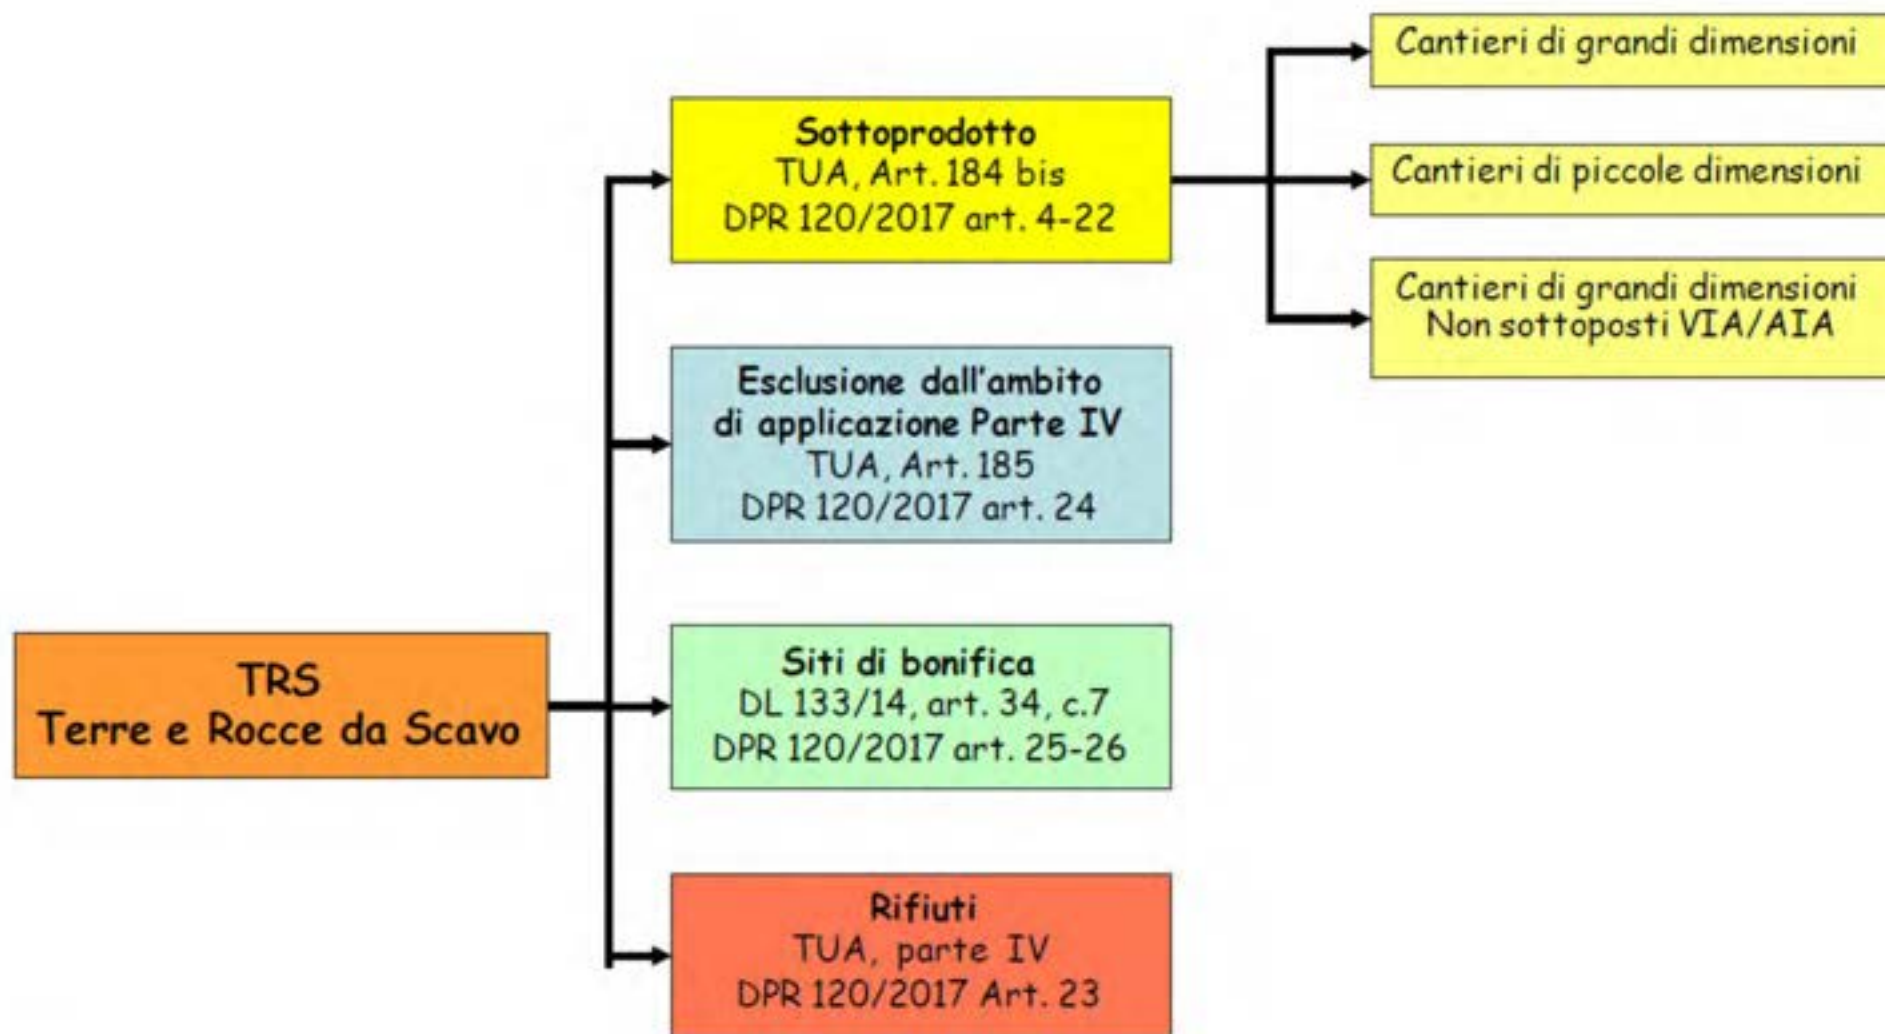 TRS
Terre e Rocce da Scavo
Sottoprodotto
TUA, Art. 184 bis
DPR 120/2017 art. 4-22
Cantieri di grandi dimensioni
Cantieri di piccole dimensioni
Cantieri di grandi dimensioni
Non sottoposti VIA/AIA
Esclusione dall'ambito
di applicazione Parte IV
TUA, Art. 185
DPR 120/2017 art. 24
Siti di bonifica
DL 133/14, art. 34, c.7
DPR 120/2017 art. 25-26
Rifiuti
TUA, parte IV
DPR 120/2017 Art. 23